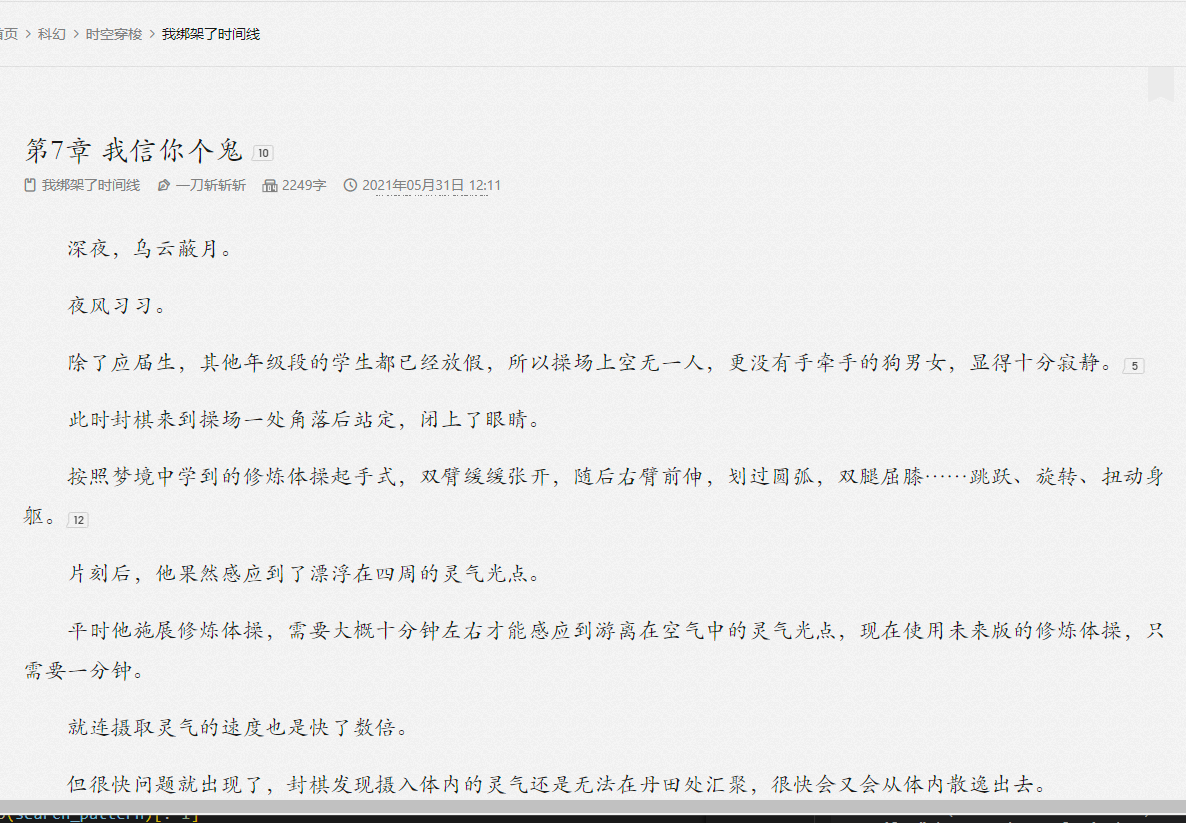 页 > 科幻 > 时空穿梭 > 我绑架了时间线
第7章 我信你个鬼 10
我绑架了时间线 一刀斩斩斩 2249字 2021年05月31日 12:11
深夜，乌云蔽月。
夜风习习。
除了应届生，其他年级段的学生都已经放假，所以操场上空无一人，更没有手牵手的狗男女，显得十分寂静。 5
此时封棋来到操场一处角落后站定，闭上了眼睛。
按照梦境中学到的修炼体操起手式，双臂缓缓张开，随后右臂前伸，划过圆弧，双腿屈膝……跳跃、旋转、扭动身
躯。 12
片刻后，他果然感应到了漂浮在四周的灵气光点。
平时他施展修炼体操，需要大概十分钟左右才能感应到游离在空气中的灵气光点，现在使用未来版的修炼体操，只
需要一分钟。
就连摄取灵气的速度也是快了数倍。
但很快问题就出现了，封棋发现摄入体内的灵气还是无法在丹田处汇聚，很快会又会从体内散逸出去。